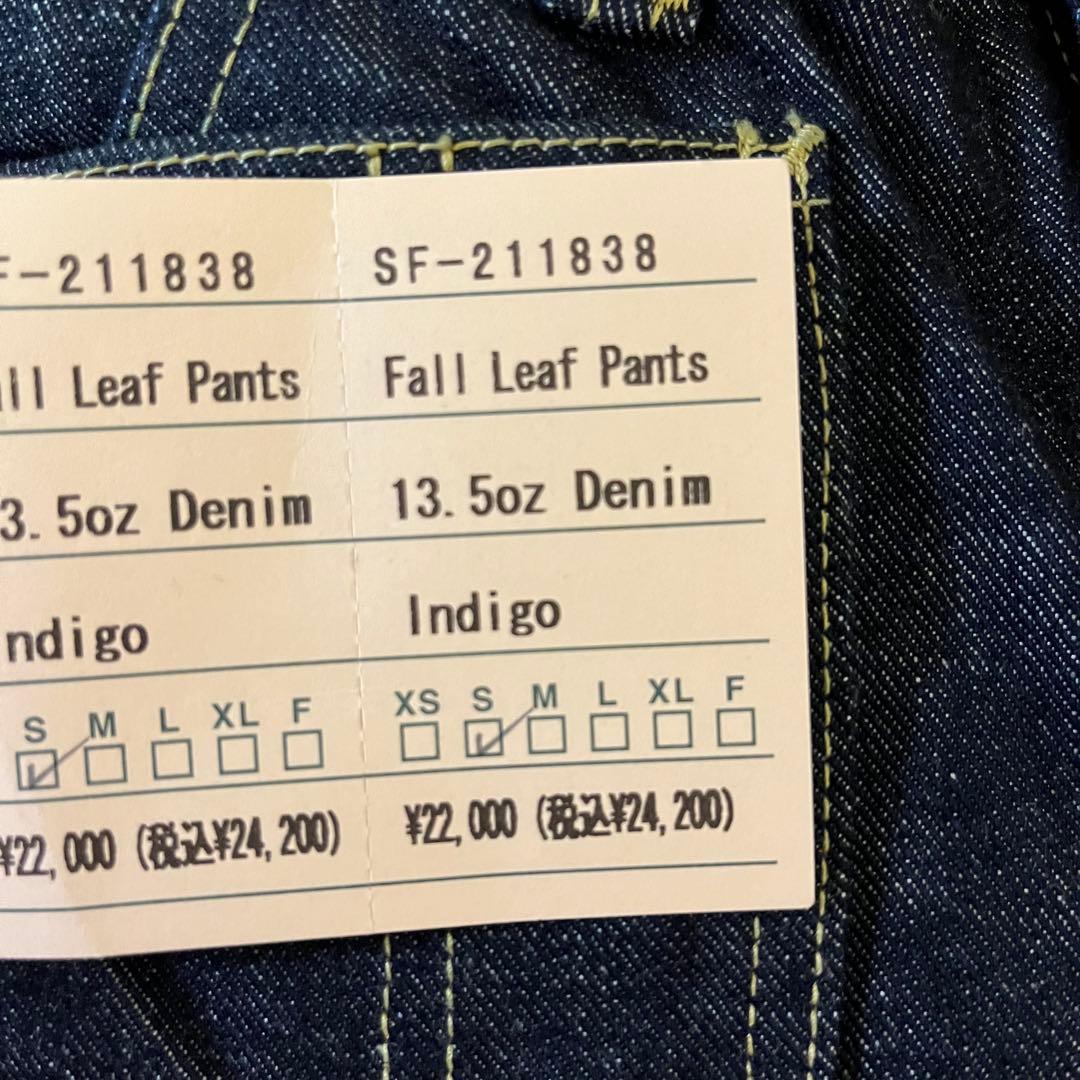 F-211838
ll Leaf Pants
3.5oz Denim
ndigo
S M L XL F
¥22,000 (税込¥24,200)
SF-211838
Fall Leaf Pants
13.5oz Denim
Indigo
XS S M L XL F
¥22,000 (税込¥24,200)